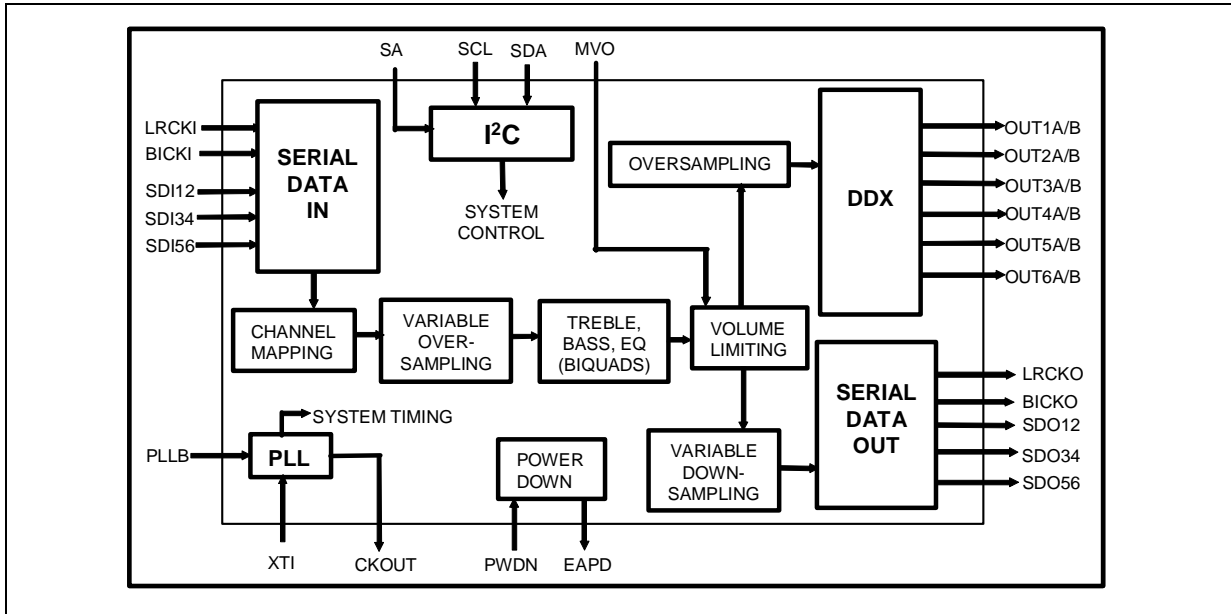 SA
SCL
SDA
MVO
LRCKI
BICKI
SDI12
SDI34
SDI56
SERIAL
DATA
IN
I²C
SYSTEM
CONTROL
OVERSAMPLING
DDX
OUT1A/B
OUT2A/B
OUT3A/B
OUT4A/B
OUT5A/B
OUT6A/B
CHANNEL
MAPPING
VARIABLE
OVER-
SAMPLING
TREBLE,
BASS, EQ
(BIQUADS)
VOLUME
LIMITING
SERIAL
DATA
OUT
LRCKO
BICKO
SDO12
SDO34
SDO56
SYSTEM TIMING
PLLB
PLL
POWER
DOWN
VARIABLE
DOWN-
SAMPLING
XTI
CKOUT
PWDN
EAPD